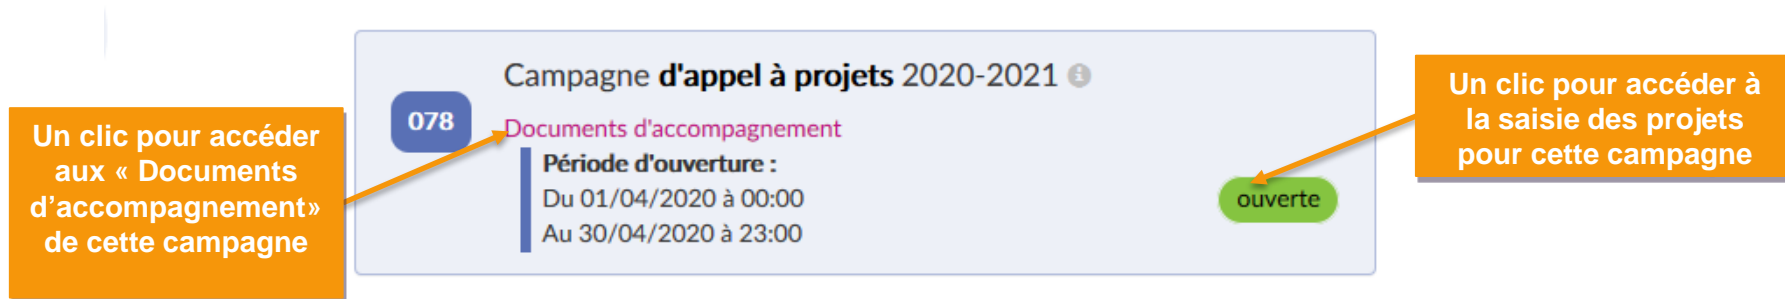 Un clic pour accéder
aux « Documents
d’accompagnement»
de cette campagne
078
Campagne d'appel à projets 2020-2021
Documents d'accompagnement
Période d'ouverture :
Du 01/04/2020 à 00:00
Au 30/04/2020 à 23:00
ouverte
Un clic pour accéder à
la saisie des projets
pour cette campagne